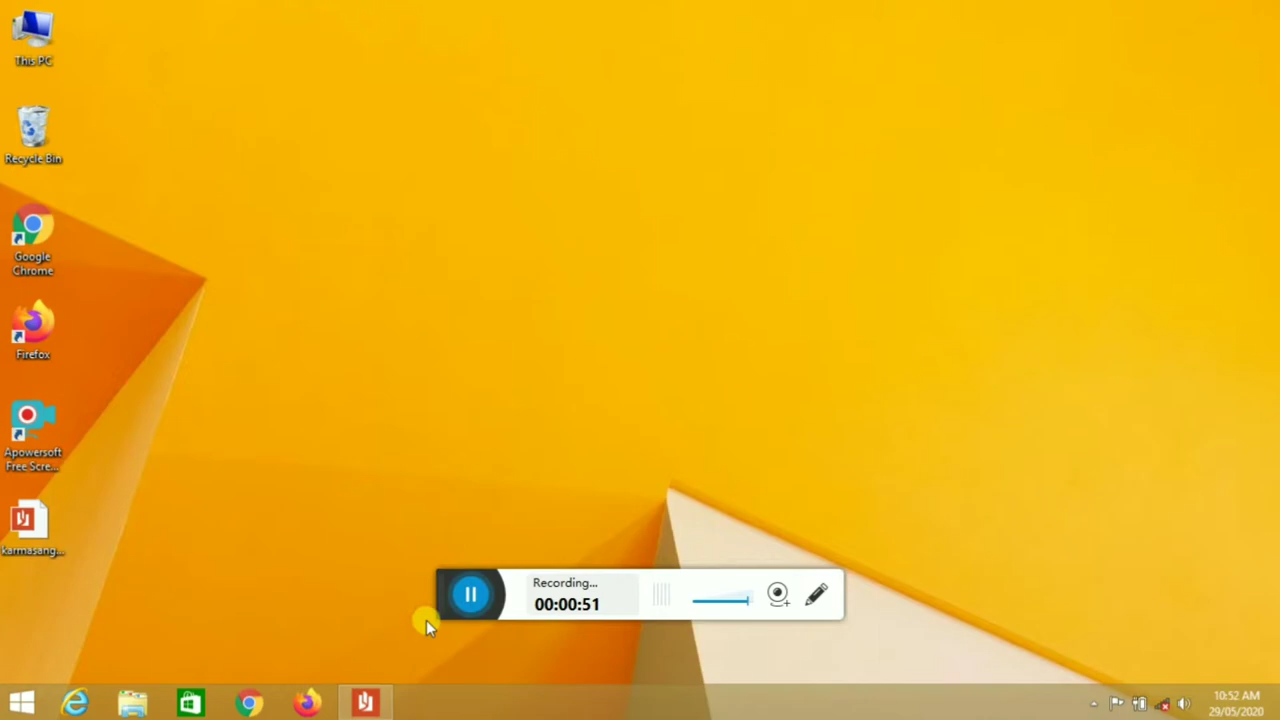 This PC
Recycle Bin
Google
Chrome
Firefox
Apowersoft
Free Scre...
karmasang...
Recording...
00:00:51
10:52 AM
29/05/2020